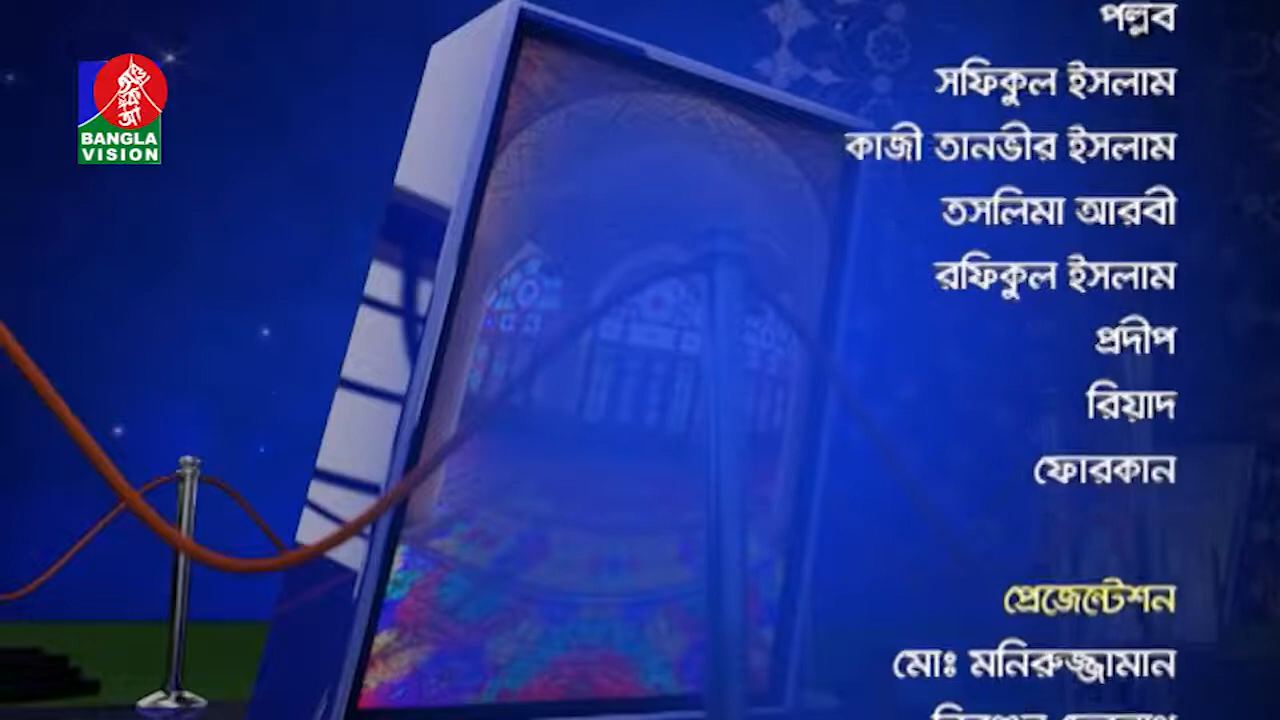 BANGLA
VISION
পল্লব
সফিকুল ইসলাম
কাজী তানভীর ইসলাম
তসলিমা আরবী
রফিকুল ইসলাম
প্রদীপ
রিয়াদ
ফোরকান
প্রেজেন্টেশন
মোঃ মনিরুজ্জামান